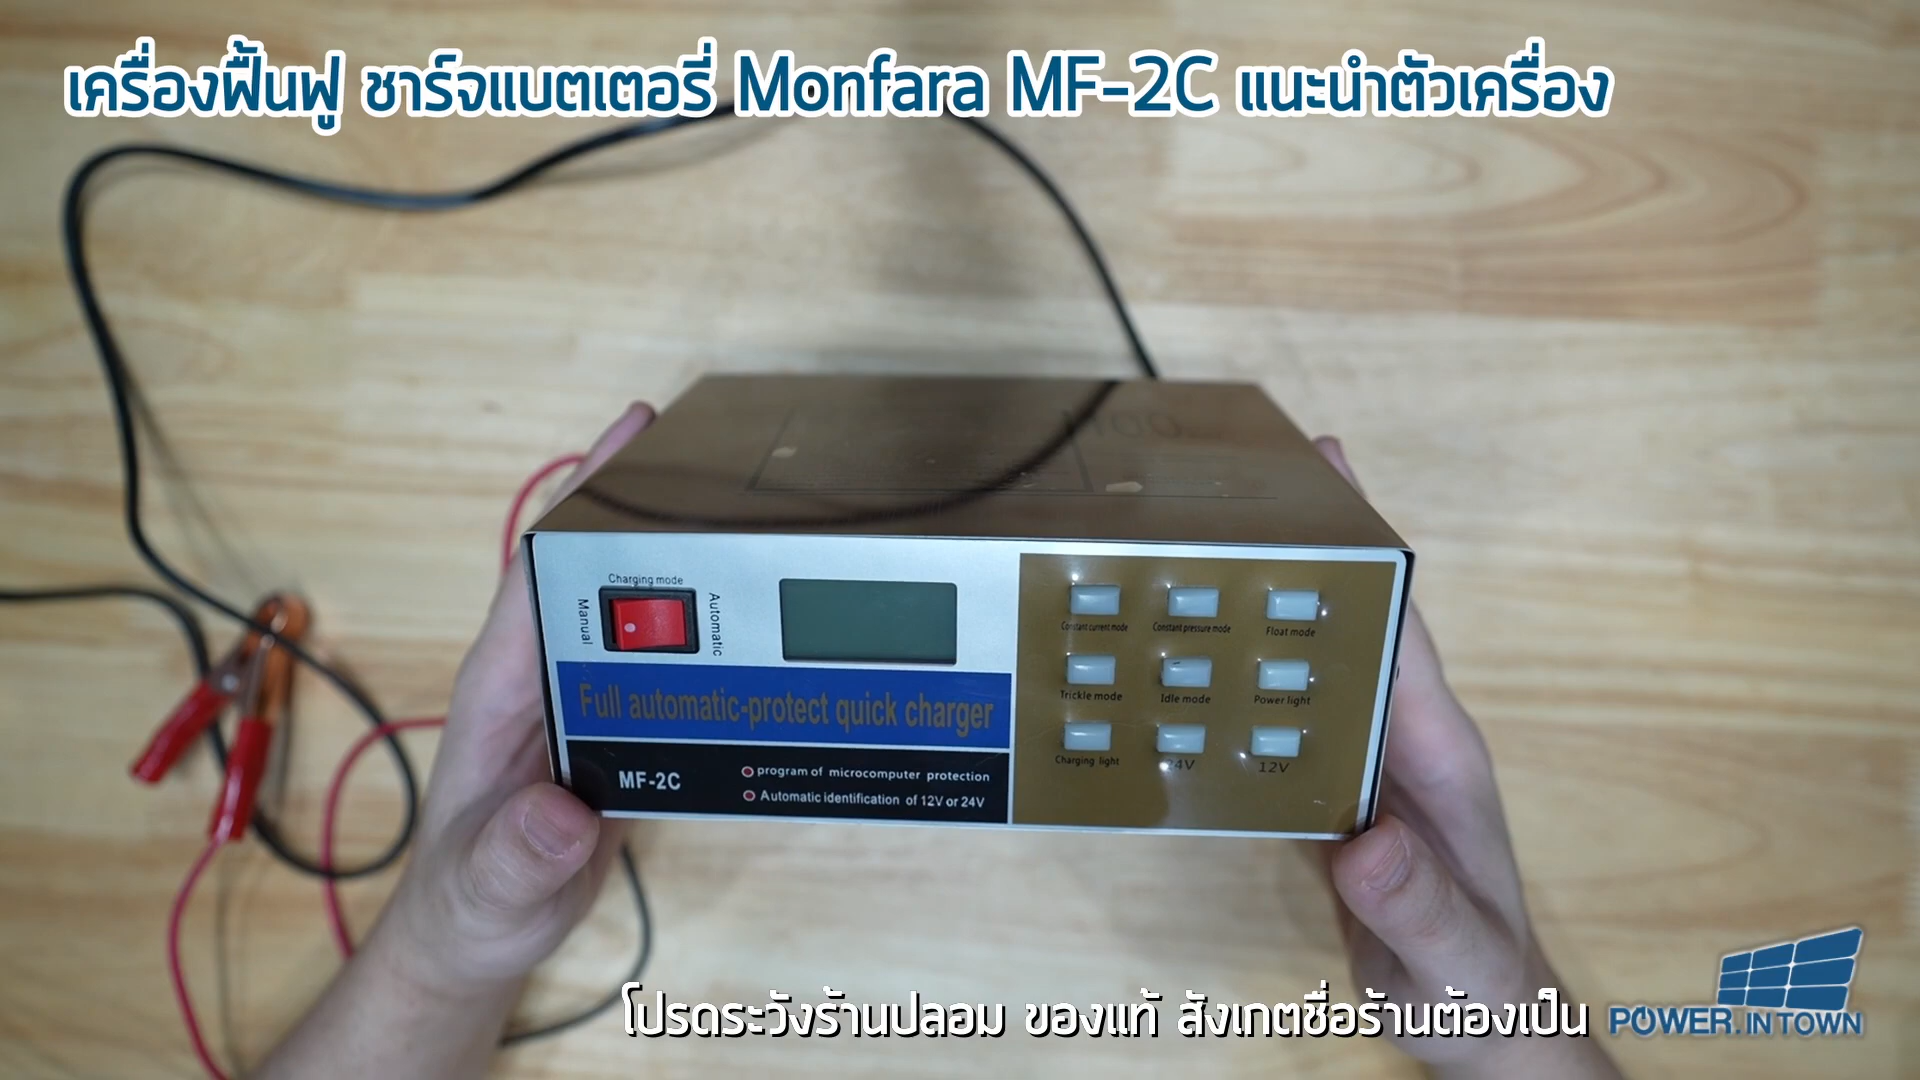 เครื่องฟื้นฟู ชาร์จแบตเตอรี่ Monfara MF-2C แนะนำตัวเครื่อง
Charging mode
Manual
Automatic
Full automatic-protect quick charger
MF-2C
program of microcomputer protection
Automatic identification of 12V or 24V
Constant current mode
Constant pressure mode
Float mode
Trickle mode
Idle mode
Power light
Charging light
24V
12V
โปรดระวังร้านปลอม ของแท้ สังเกตชื่อร้านต้องเป็น
POWER.IN TOWN